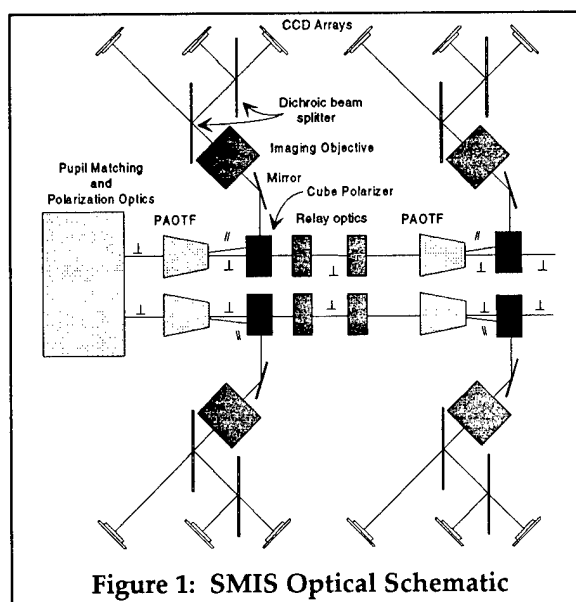 CCD Arrays
Dichroic beam
splitter
Imaging Objective
Pupil Matching
and
Polarization Optics
Mirror
Cube Polarizer
PAOTF
Relay optics
PAOTF
//
⊥
⊥
⊥
//
⊥
⊥
⊥
⊥
⊥
//
⊥
⊥
//
⊥
Figure 1: SMIS Optical Schematic